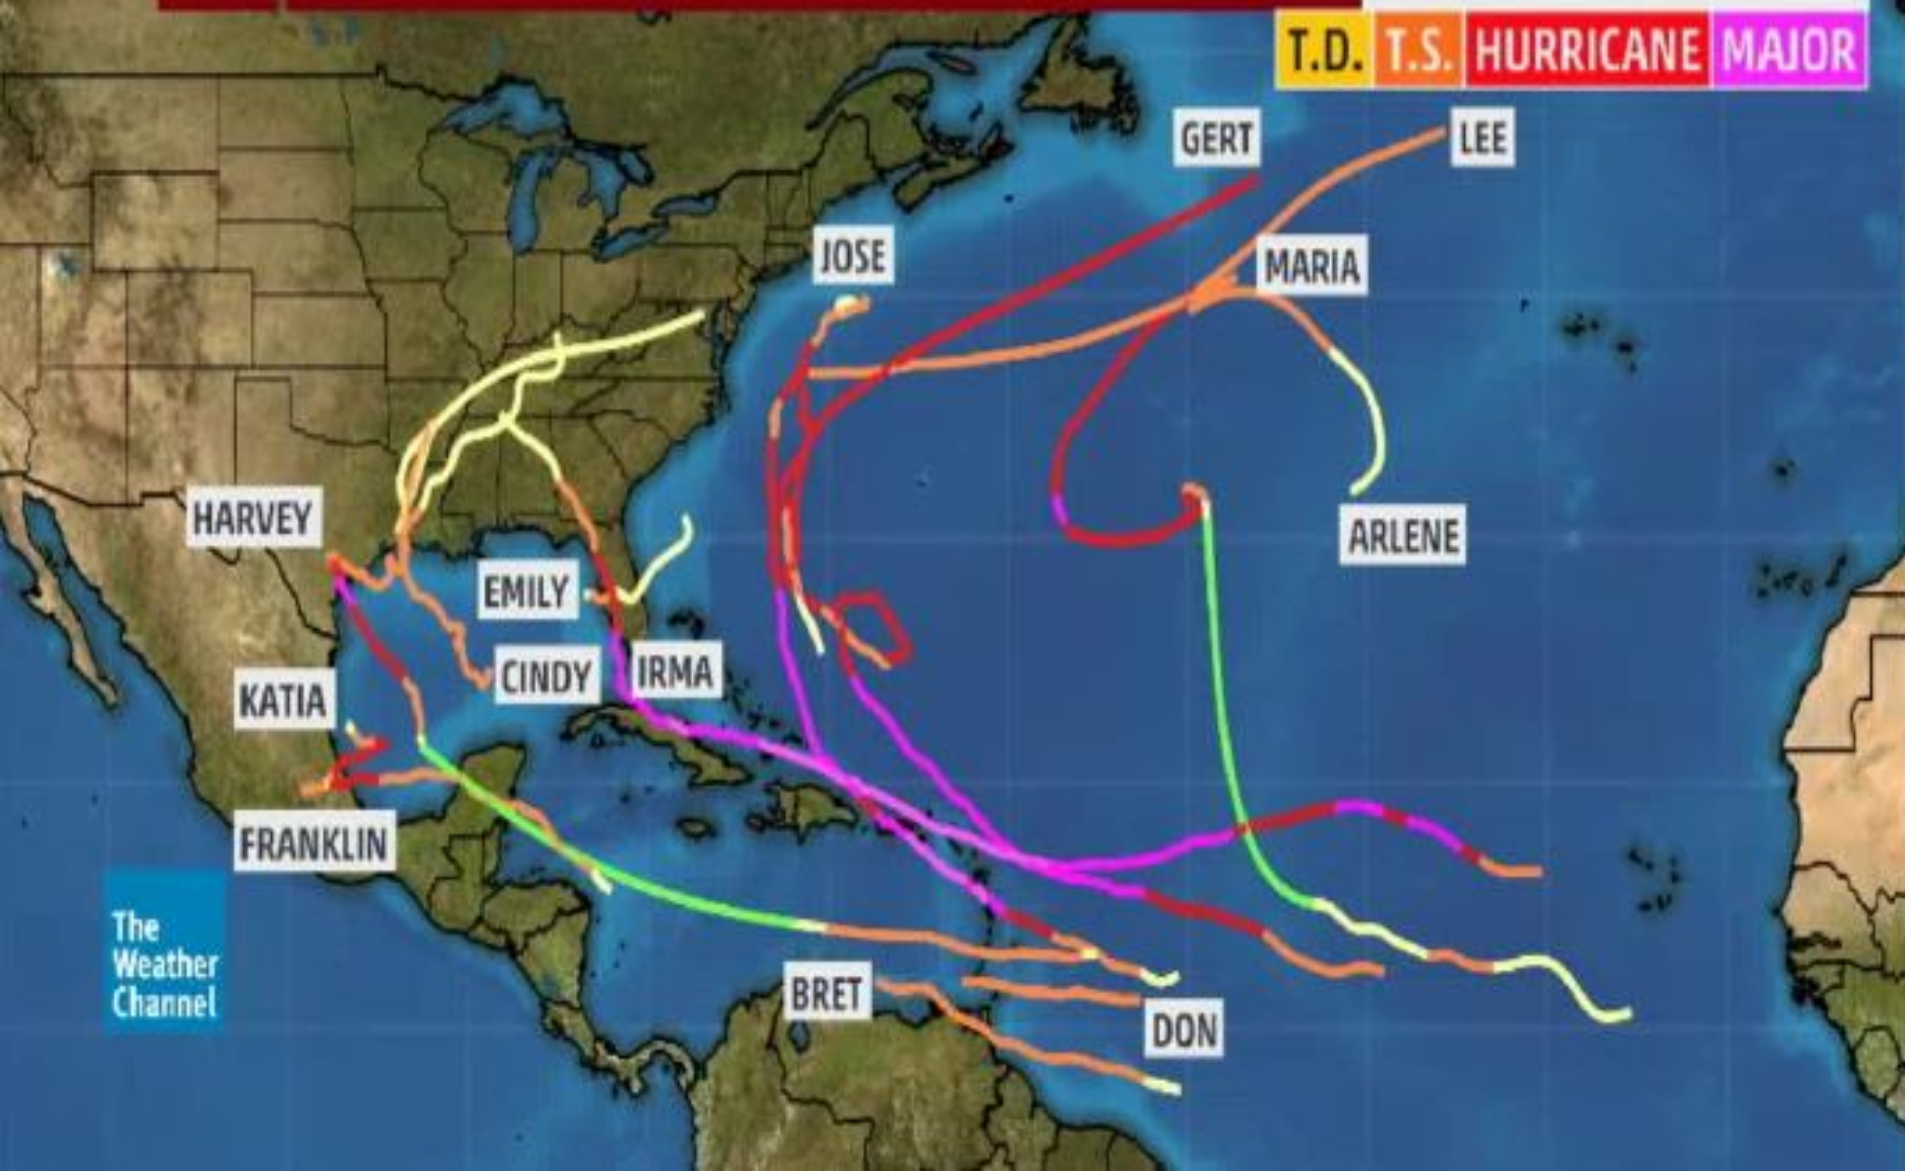 T.D. T.S. HURRICANE MAJOR
GERT
LEE
JOSE
MARIA
HARVEY
ARLENE
EMILY
CINDY
IRMA
KATIA
FRANKLIN
The
Weather
Channel
BRET
DON